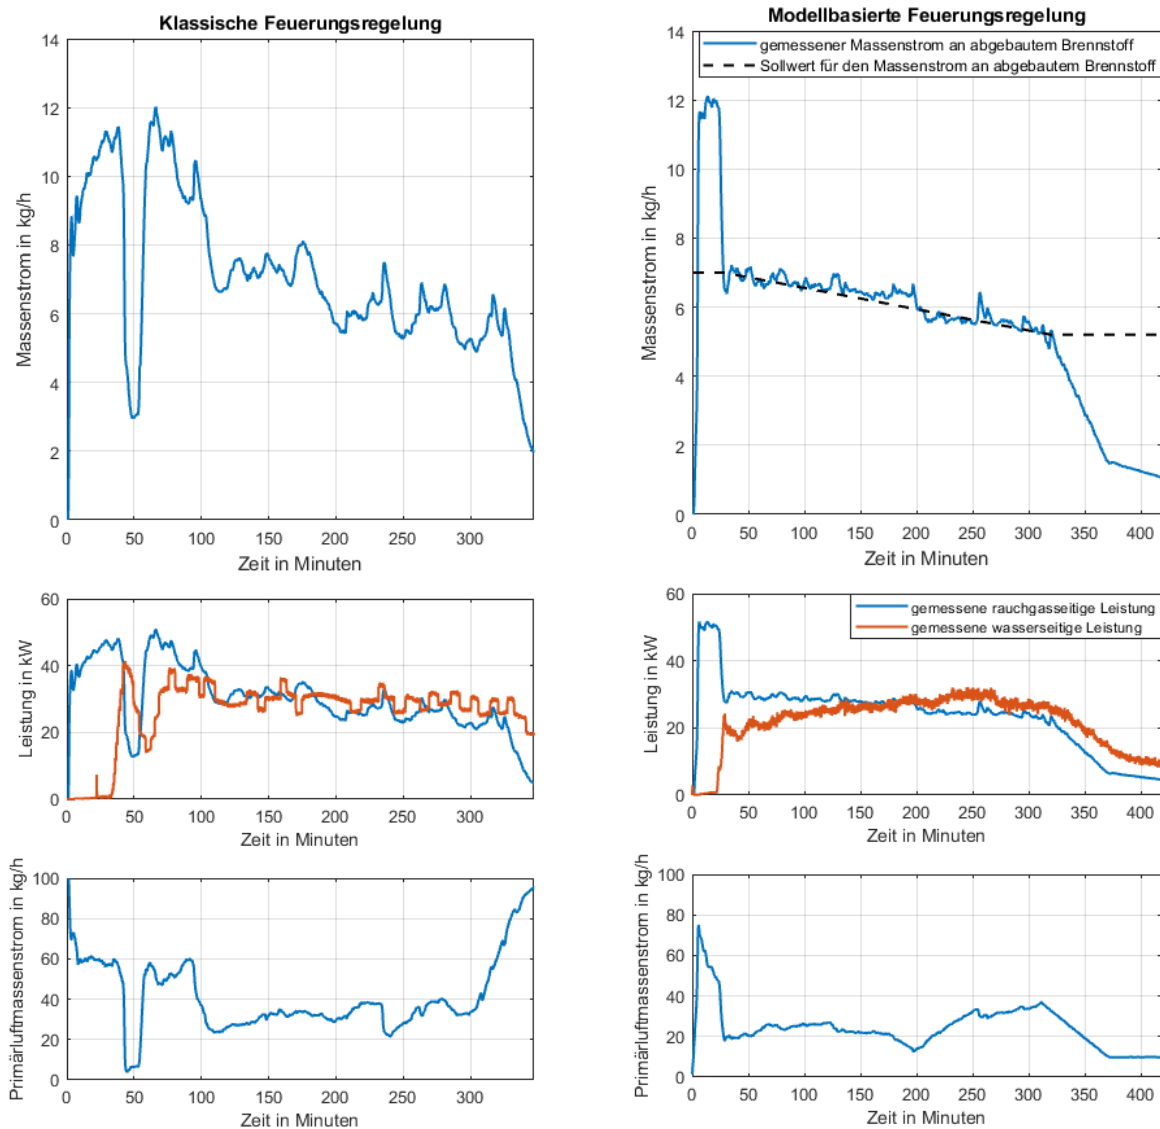 Klassische Feuerungsregelung
14
12
10
8
6
4
2
0
Massenstrom in kg/h
0 50 100 150 200 250 300
Zeit in Minuten
60
40
20
0
Leistung in kW
0 50 100 150 200 250 300
Zeit in Minuten
100
80
60
40
20
0
Primärluftmassenstrom in kg/h
0 50 100 150 200 250 300
Zeit in Minuten
Modellbasierte Feuerungsregelung
gemessener Massenstrom an abgebautem Brennstoff
Sollwert für den Massenstrom an abgebautem Brennstoff
14
12
10
8
6
4
2
0
Massenstrom in kg/h
0 50 100 150 200 250 300 350 400
Zeit in Minuten
gemessene rauchgasseitige Leistung
gemessene wasserseitige Leistung
60
40
20
0
Leistung in kW
0 50 100 150 200 250 300 350 400
Zeit in Minuten
100
80
60
40
20
0
Primärluftmassenstrom in kg/h
0 50 100 150 200 250 300 350 400
Zeit in Minuten